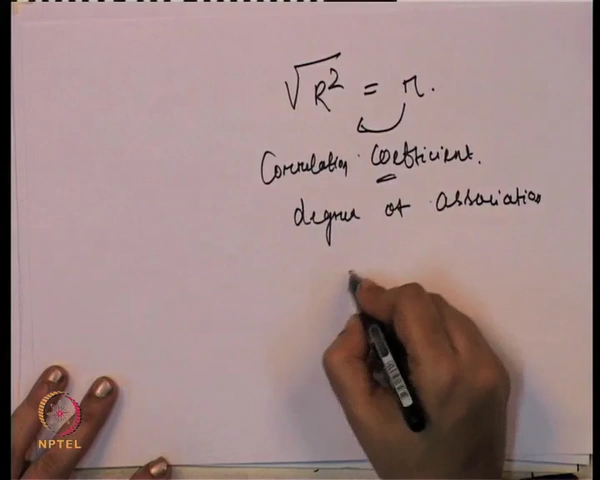 √R² = r.
Correlation coefficient.
degree of association
NPTEL